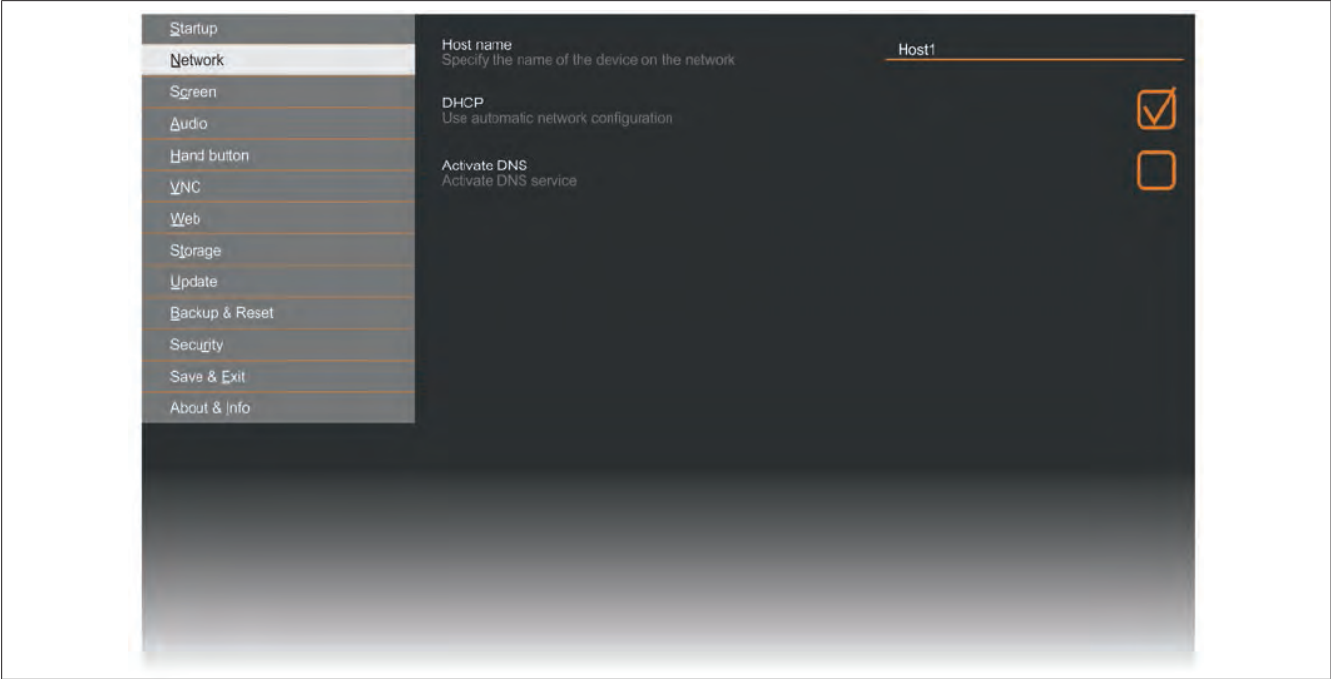 Startup
Network
Screen
Audio
Hand button
VNC
Web
Storage
Update
Backup & Reset
Security
Save & Exit
About & Info
Host name
Specify the name of the device on the network
Host1
DHCP
Use automatic network configuration
Activate DNS
Activate DNS service